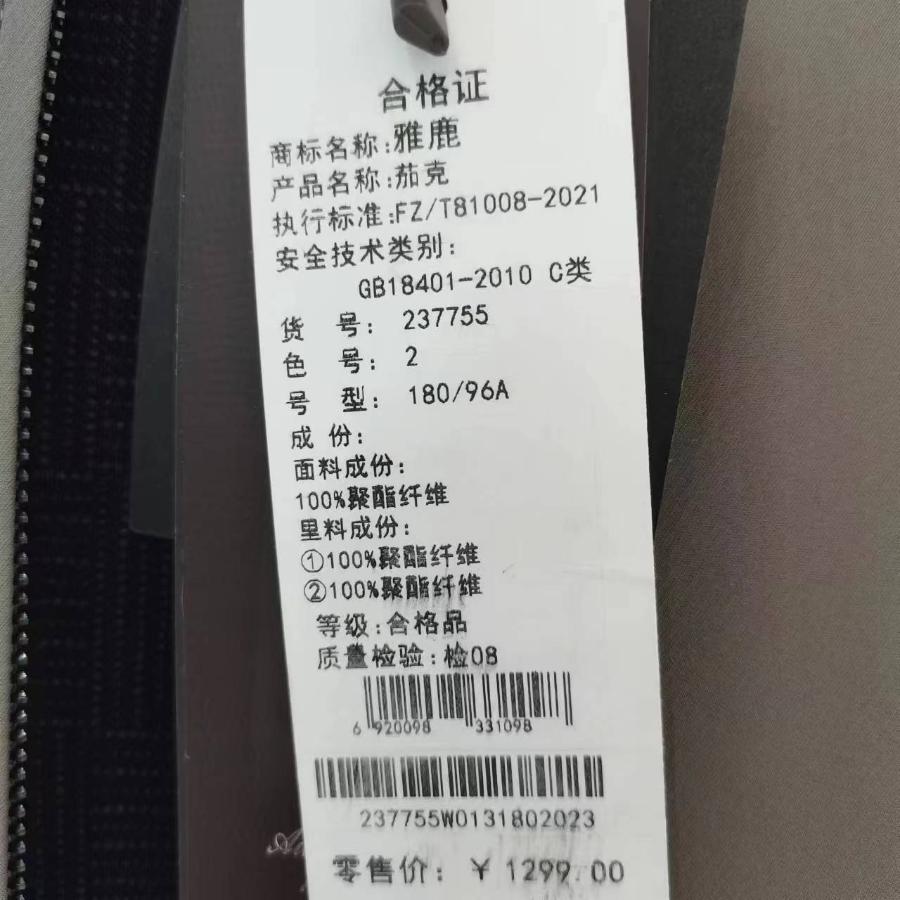 合格证
商标名称:雅鹿
产品名称:茄克
执行标准:FZ/T81008-2021
安全技术类别:
GB18401-2010 C类
货 号: 237755
色 号: 2
号 型: 180/96A
成 份:
面料成份:
100%聚酯纤维
里料成份:
①100%聚酯纤维
②100%聚酯纤维
等级:合格品
质量检验:检08
6 920098 331098
237755W0131802023
零售价: ¥ 1299.00